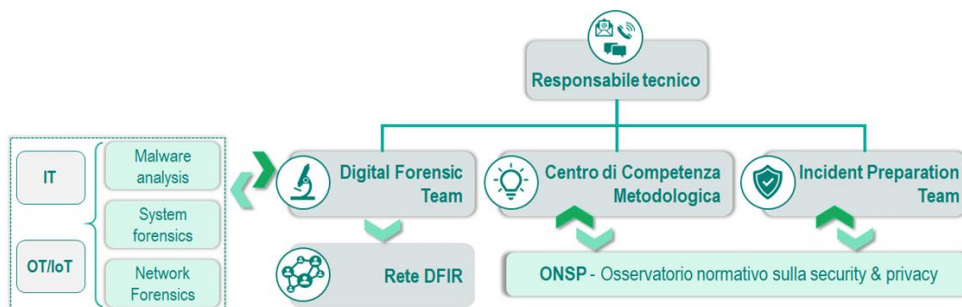 Responsabile tecnico
IT
OT/IoT
Malware
analysis
System
forensics
Network
Forensics
Digital Forensic
Team
Centro di Competenza
Metodologica
Incident Preparation
Team
Rete DFIR
ONSP - Osservatorio normativo sulla security & privacy